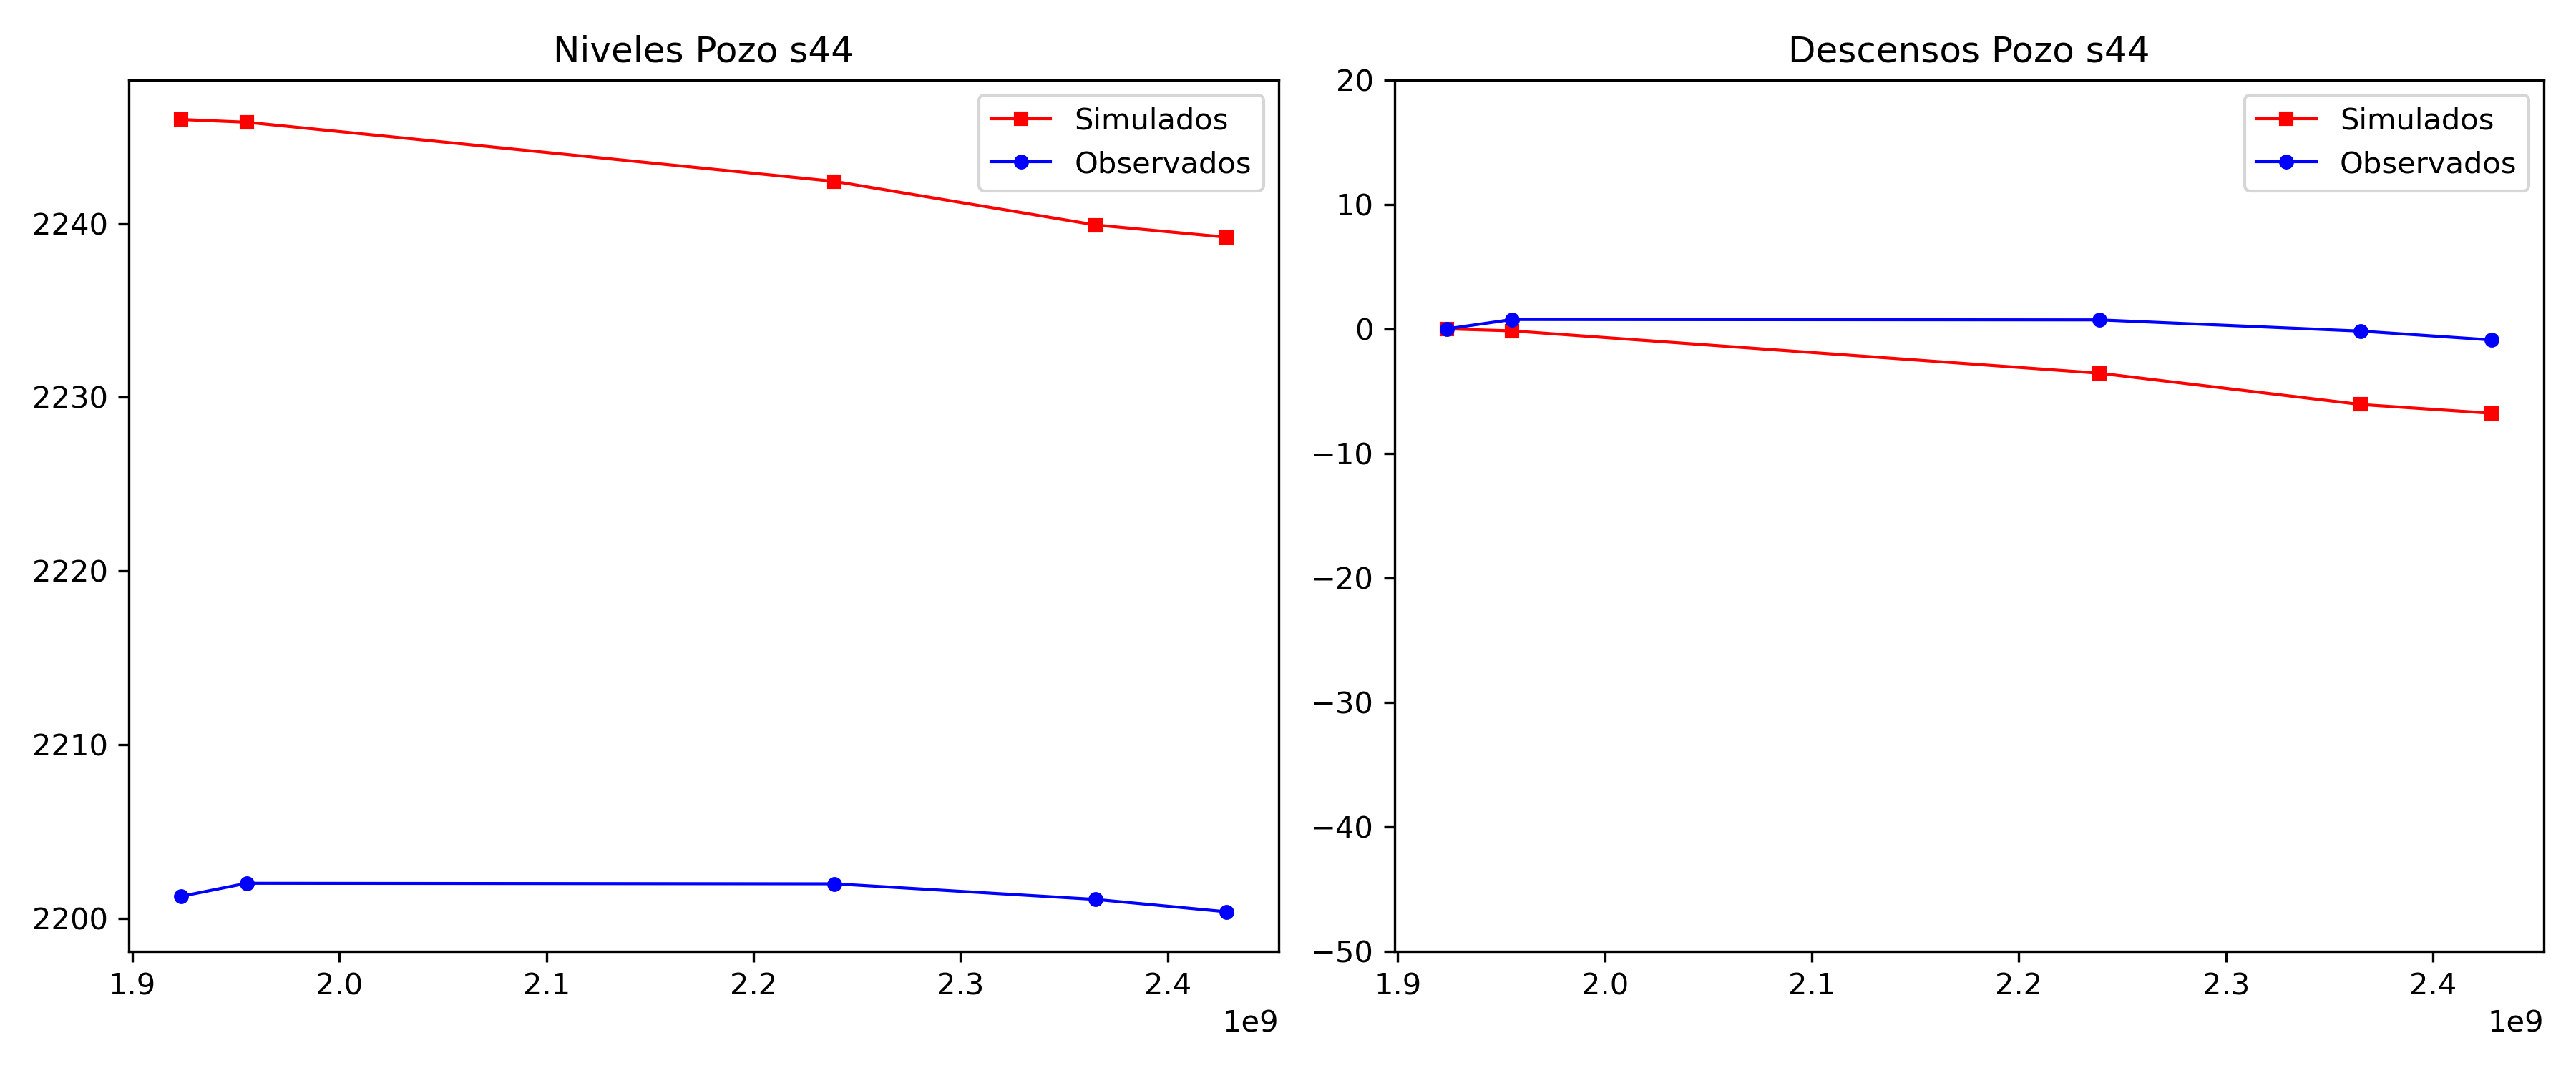 Niveles Pozo s44
Simulados
Observados
2240
2230
2220
2210
2200
1.9 2.0 2.1 2.2 2.3 2.4
1e9
Descensos Pozo s44
Simulados
Observados
20
10
0
−10
−20
−30
−40
−50
1.9 2.0 2.1 2.2 2.3 2.4
1e9